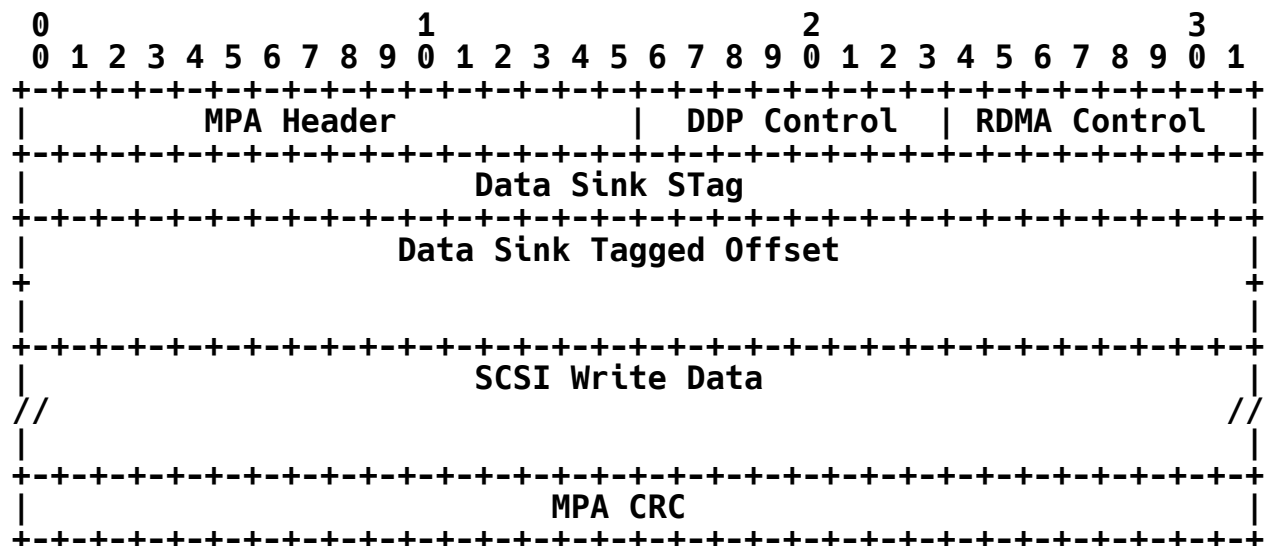 0                   1                   2                   3
 0 1 2 3 4 5 6 7 8 9 0 1 2 3 4 5 6 7 8 9 0 1 2 3 4 5 6 7 8 9 0 1
+-+-+-+-+-+-+-+-+-+-+-+-+-+-+-+-+-+-+-+-+-+-+-+-+-+-+-+-+-+-+-+-+
|         MPA Header            |  DDP Control  | RDMA Control  |
+-+-+-+-+-+-+-+-+-+-+-+-+-+-+-+-+-+-+-+-+-+-+-+-+-+-+-+-+-+-+-+-+
|                       Data Sink STag                          |
+-+-+-+-+-+-+-+-+-+-+-+-+-+-+-+-+-+-+-+-+-+-+-+-+-+-+-+-+-+-+-+-+
|                   Data Sink Tagged Offset                     |
+                                                               +
|                                                               |
+-+-+-+-+-+-+-+-+-+-+-+-+-+-+-+-+-+-+-+-+-+-+-+-+-+-+-+-+-+-+-+-+
|                       SCSI Write Data                         |
//                                                             //
|                                                               |
+-+-+-+-+-+-+-+-+-+-+-+-+-+-+-+-+-+-+-+-+-+-+-+-+-+-+-+-+-+-+-+-+
|                           MPA CRC                             |
+-+-+-+-+-+-+-+-+-+-+-+-+-+-+-+-+-+-+-+-+-+-+-+-+-+-+-+-+-+-+-+-+